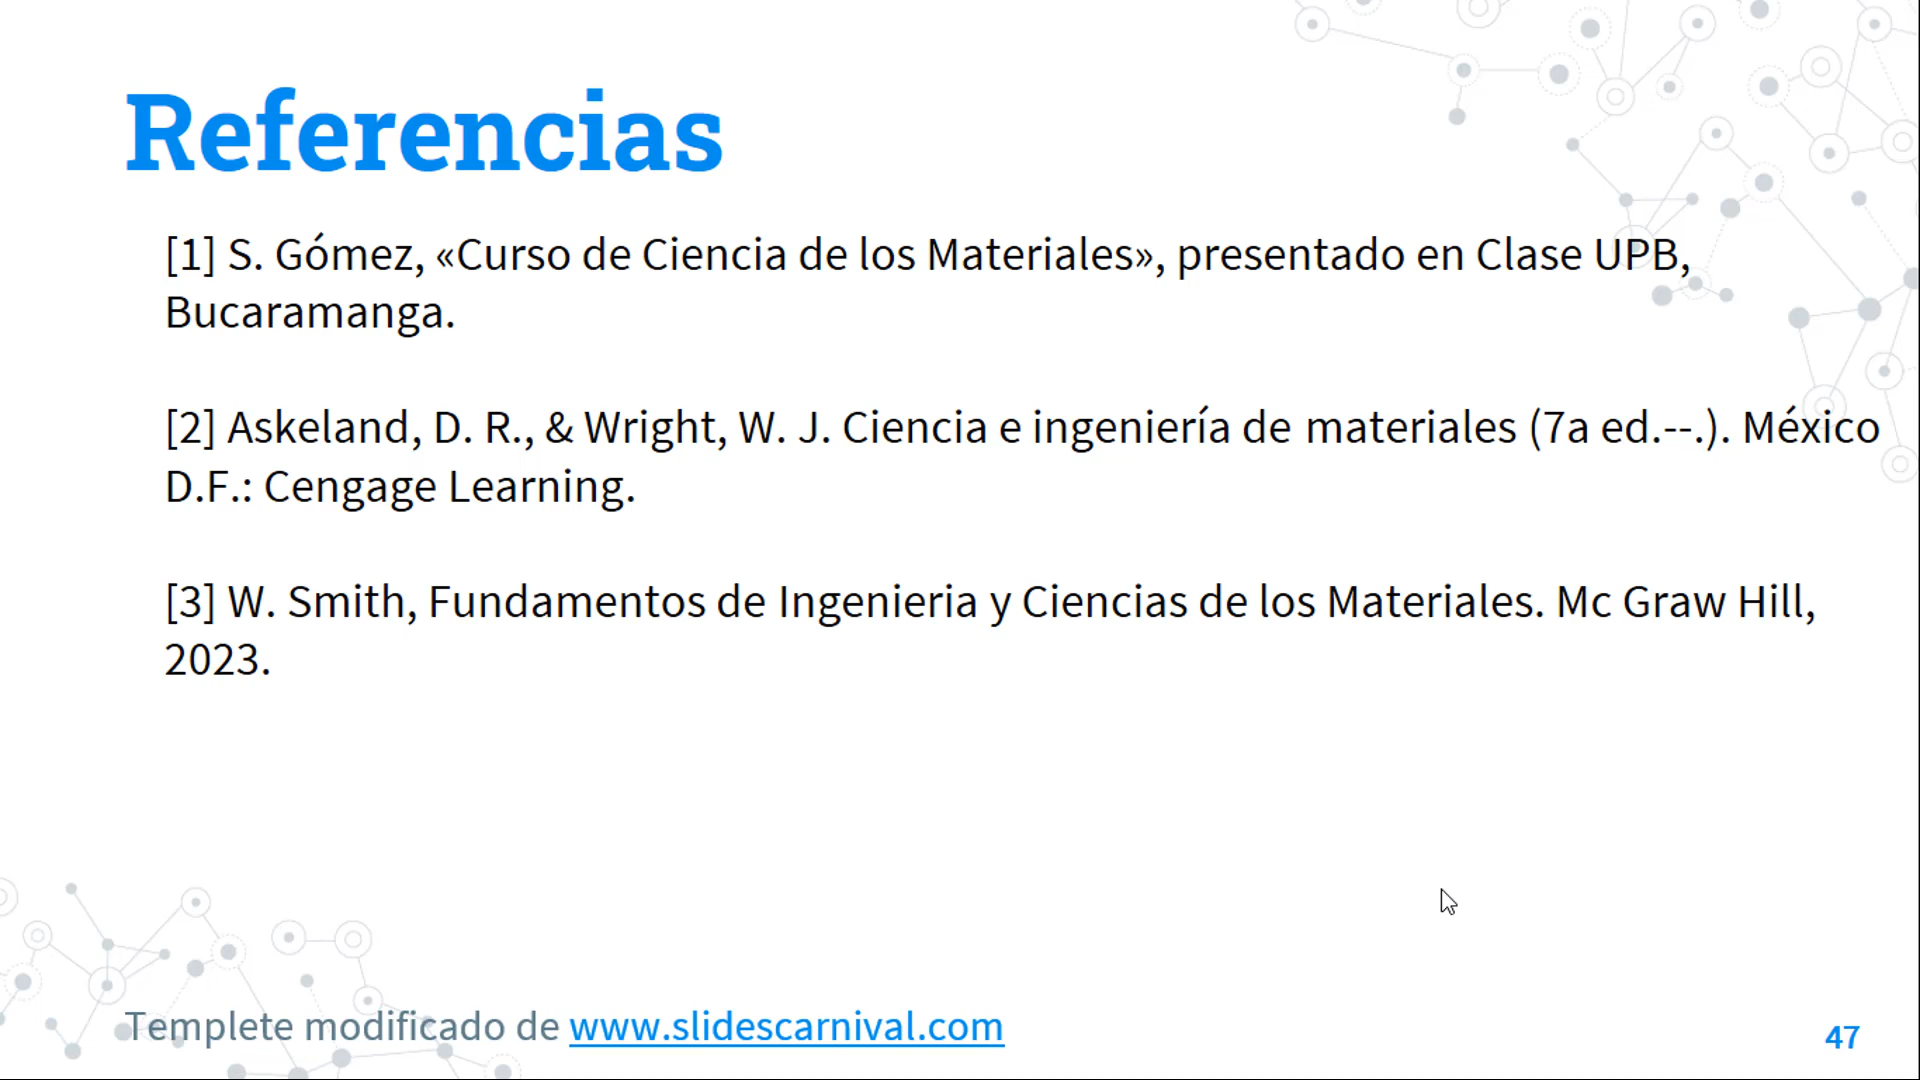 Referencias
[1] S. Gómez, «Curso de Ciencia de los Materiales», presentado en Clase UPB,
Bucaramanga.
[2] Askeland, D. R., & Wright, W. J. Ciencia e ingeniería de materiales (7a ed.--.). México
D.F.: Cengage Learning.
[3] W. Smith, Fundamentos de Ingenieria y Ciencias de los Materiales. Mc Graw Hill,
2023.
Templete modificado de www.slidescarnival.com
47